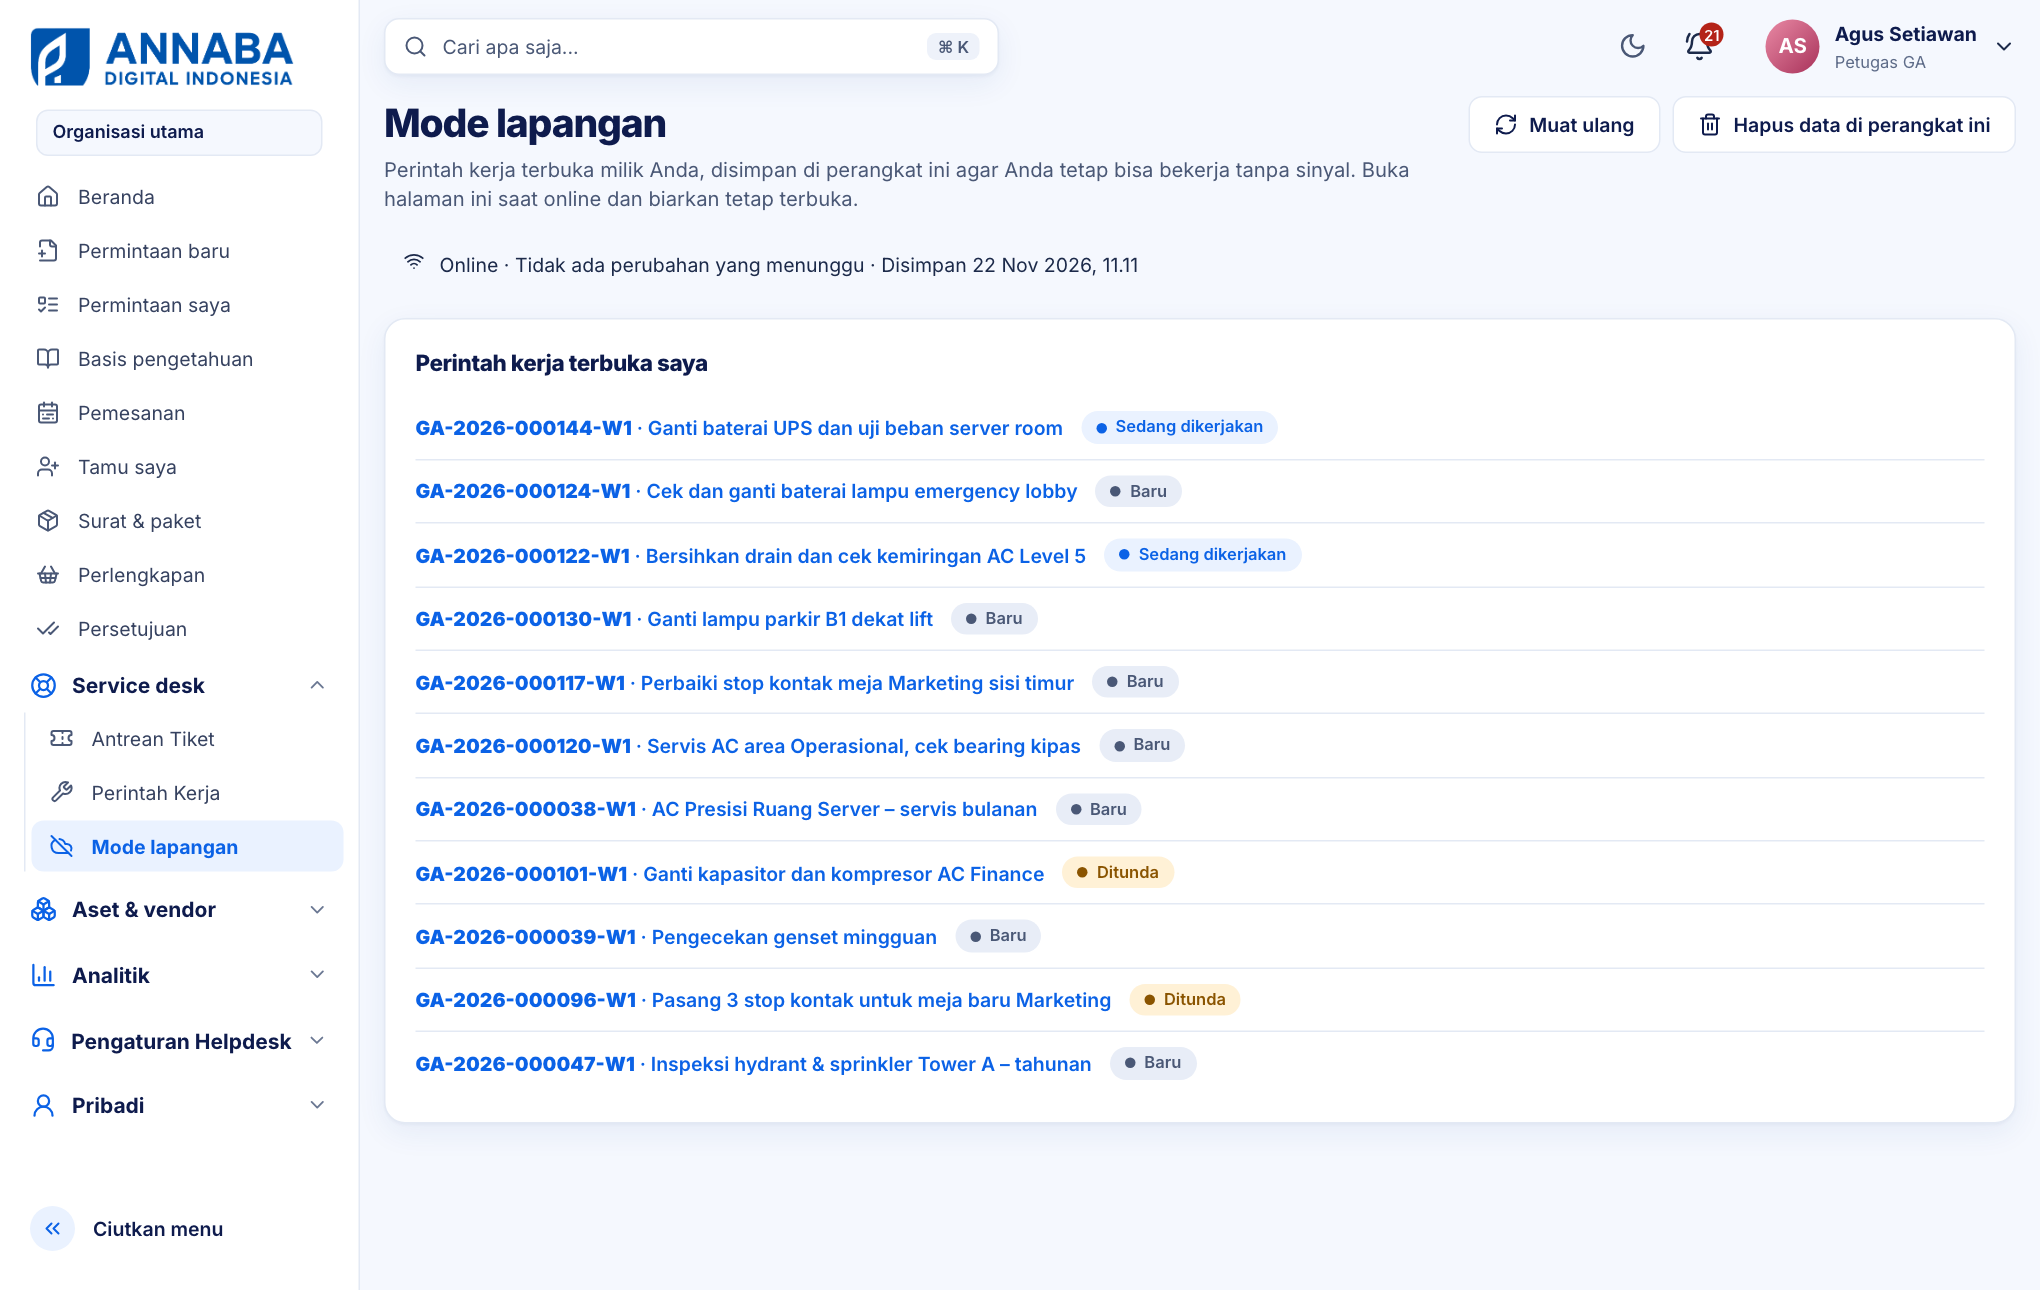 ANNABA
DIGITAL INDONESIA
Organisasi utama
Beranda
Permintaan baru
Permintaan saya
Basis pengetahuan
Pemesanan
Tamu saya
Surat & paket
Perlengkapan
Persetujuan
Service desk
Antrean Tiket
Perintah Kerja
Mode lapangan
Aset & vendor
Analitik
Pengaturan Helpdesk
Pribadi
Ciutkan menu
Cari apa saja... ⌘ K
21
AS
Agus Setiawan
Petugas GA
Mode lapangan
Muat ulang
Hapus data di perangkat ini
Perintah kerja terbuka milik Anda, disimpan di perangkat ini agar Anda tetap bisa bekerja tanpa sinyal. Buka
halaman ini saat online dan biarkan tetap terbuka.
Online · Tidak ada perubahan yang menunggu · Disimpan 22 Nov 2026, 11.11
Perintah kerja terbuka saya
GA-2026-000144-W1 · Ganti baterai UPS dan uji beban server room Sedang dikerjakan
GA-2026-000124-W1 · Cek dan ganti baterai lampu emergency lobby Baru
GA-2026-000122-W1 · Bersihkan drain dan cek kemiringan AC Level 5 Sedang dikerjakan
GA-2026-000130-W1 · Ganti lampu parkir B1 dekat lift Baru
GA-2026-000117-W1 · Perbaiki stop kontak meja Marketing sisi timur Baru
GA-2026-000120-W1 · Servis AC area Operasional, cek bearing kipas Baru
GA-2026-000038-W1 · AC Presisi Ruang Server – servis bulanan Baru
GA-2026-000101-W1 · Ganti kapasitor dan kompresor AC Finance Ditunda
GA-2026-000039-W1 · Pengecekan genset mingguan Baru
GA-2026-000096-W1 · Pasang 3 stop kontak untuk meja baru Marketing Ditunda
GA-2026-000047-W1 · Inspeksi hydrant & sprinkler Tower A – tahunan Baru